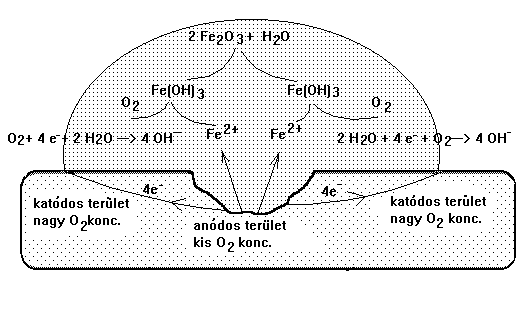 2 Fe₂O₃ + H₂O
Fe(OH)₃ Fe(OH)₃
O₂ O₂
Fe²⁺ Fe²⁺
O₂+ 4 e⁻+ 2 H₂O —> 4 OH⁻
2 H₂O + 4 e⁻ + O₂—> 4 OH⁻
4e⁻ 4e⁻
katódos terület
nagy O₂konc.
anódos terület
kis O₂ konc.
katódos terület
nagy O₂ konc.